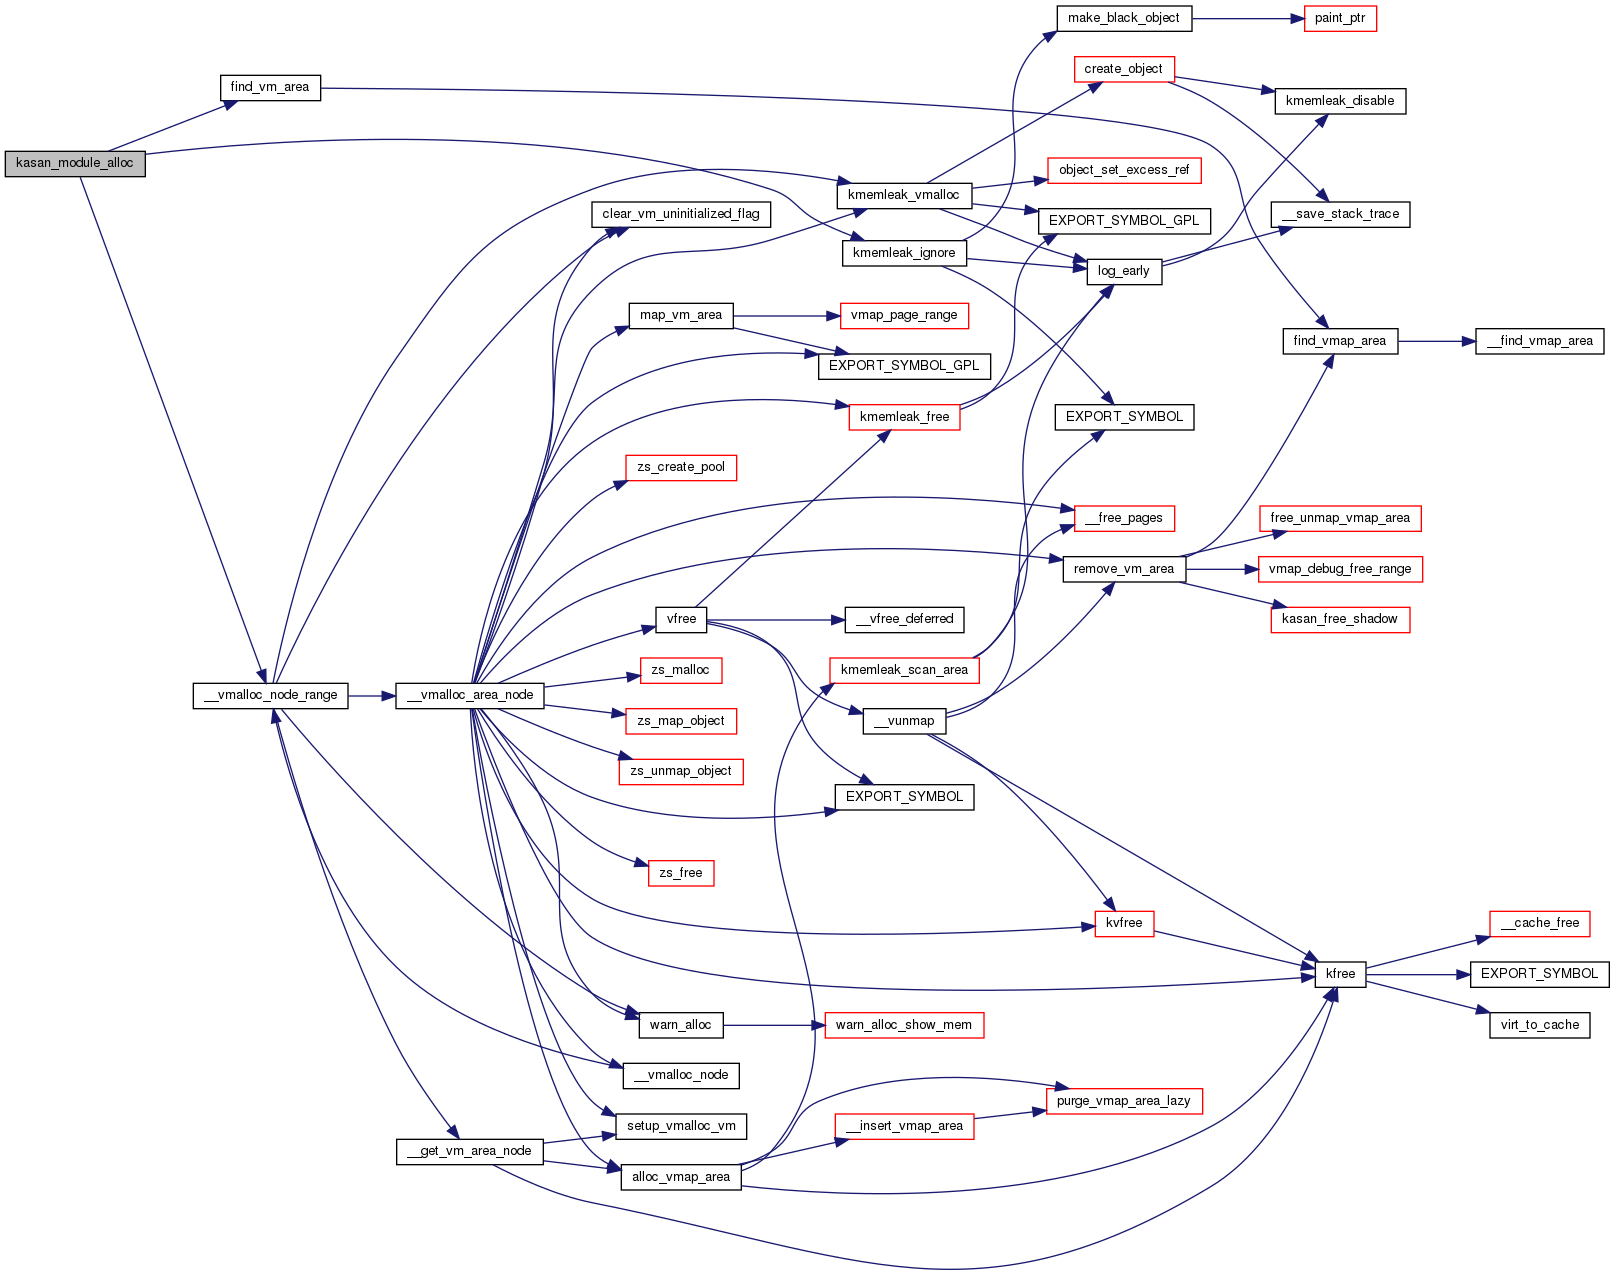 make_black_object
paint_ptr
create_object
find_vm_area
kmemleak_disable
kasan_module_alloc
object_set_excess_ref
kmemleak_vmalloc
clear_vm_uninitialized_flag
__save_stack_trace
EXPORT_SYMBOL_GPL
kmemleak_ignore
log_early
map_vm_area
vmap_page_range
find_vmap_area
__find_vmap_area
EXPORT_SYMBOL_GPL
kmemleak_free
EXPORT_SYMBOL
zs_create_pool
__free_pages
free_unmap_vmap_area
remove_vm_area
vmap_debug_free_range
vfree
__vfree_deferred
kasan_free_shadow
zs_malloc
kmemleak_scan_area
__vmalloc_node_range
__vmalloc_area_node
zs_map_object
__vunmap
zs_unmap_object
EXPORT_SYMBOL
zs_free
kvfree
__cache_free
kfree
EXPORT_SYMBOL
warn_alloc
warn_alloc_show_mem
virt_to_cache
__vmalloc_node
purge_vmap_area_lazy
setup_vmalloc_vm
__insert_vmap_area
__get_vm_area_node
alloc_vmap_area